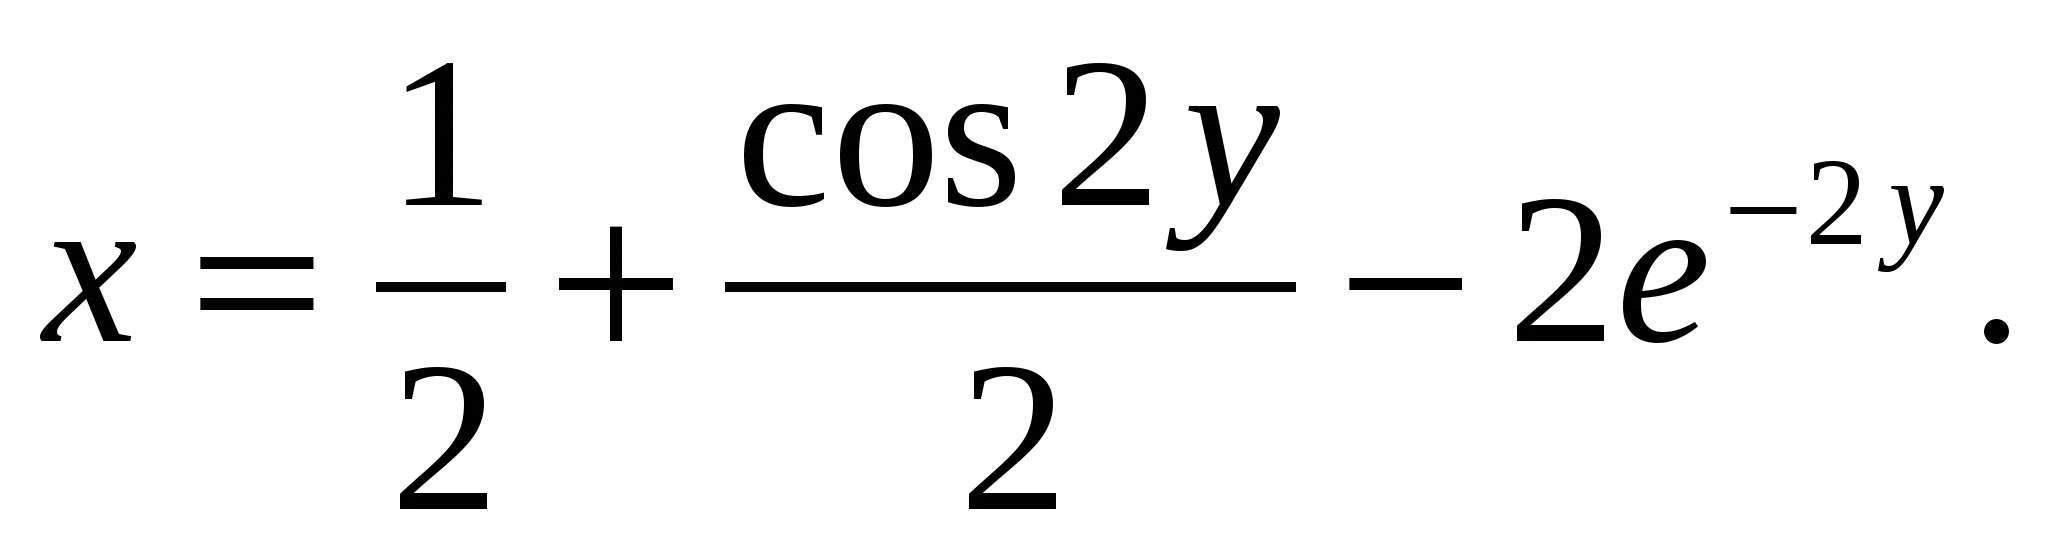 x = 1/2 + cos 2y/2 − 2e^{−2y}.